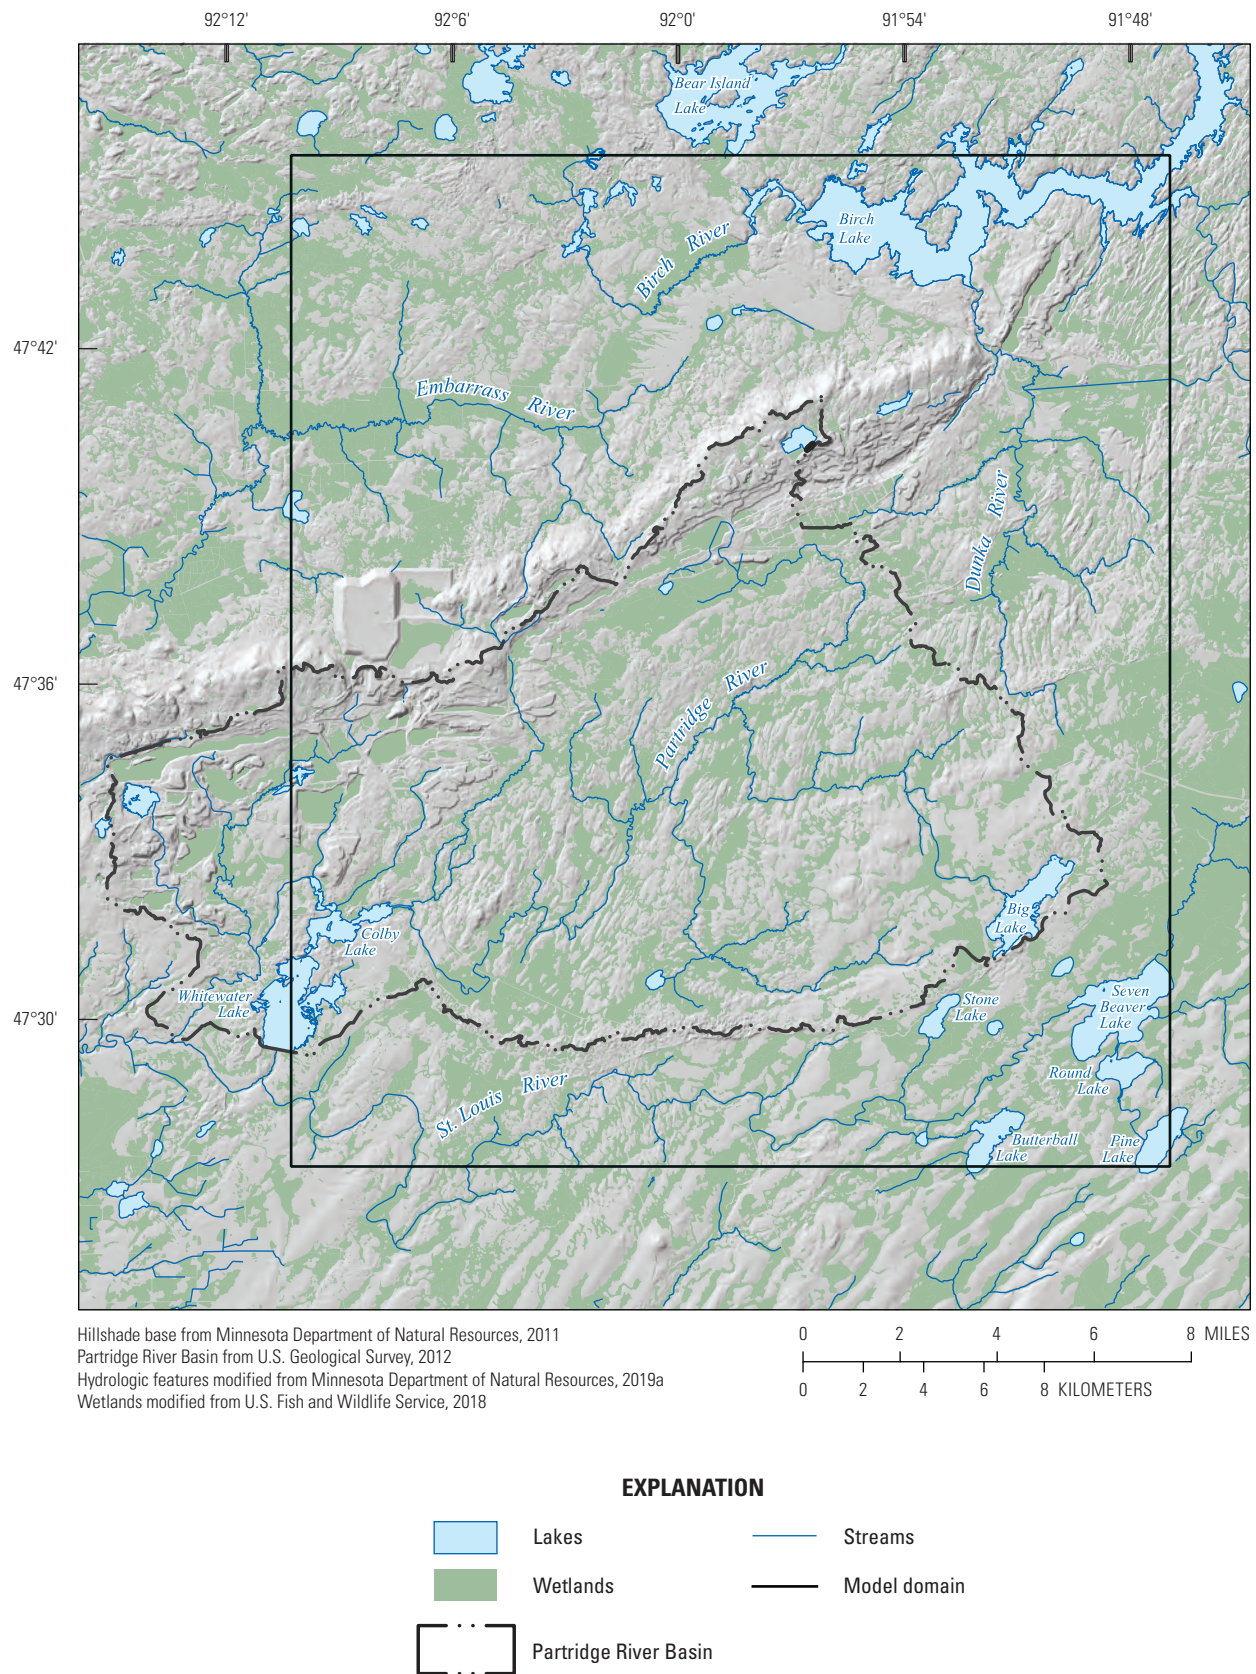 92°12'
92°6'
92°0'
91°54'
91°48'
Bear Island
Lake
Birch
Lake
Birch River
47°42'
Embarrass River
Dunka River
47°36'
Partridge River
Big
Lake
Colby
Lake
Whitewater
Lake
Stone
Lake
Seven
Beaver
Lake
47°30'
Round
Lake
St. Louis River
Butterball
Lake
Pine
Lake
Hillshade base from Minnesota Department of Natural Resources, 2011
Partridge River Basin from U.S. Geological Survey, 2012
Hydrologic features modified from Minnesota Department of Natural Resources, 2019a
Wetlands modified from U.S. Fish and Wildlife Service, 2018
0 2 4 6 8 MILES
0 2 4 6 8 KILOMETERS
EXPLANATION
Lakes
Streams
Wetlands
Model domain
Partridge River Basin